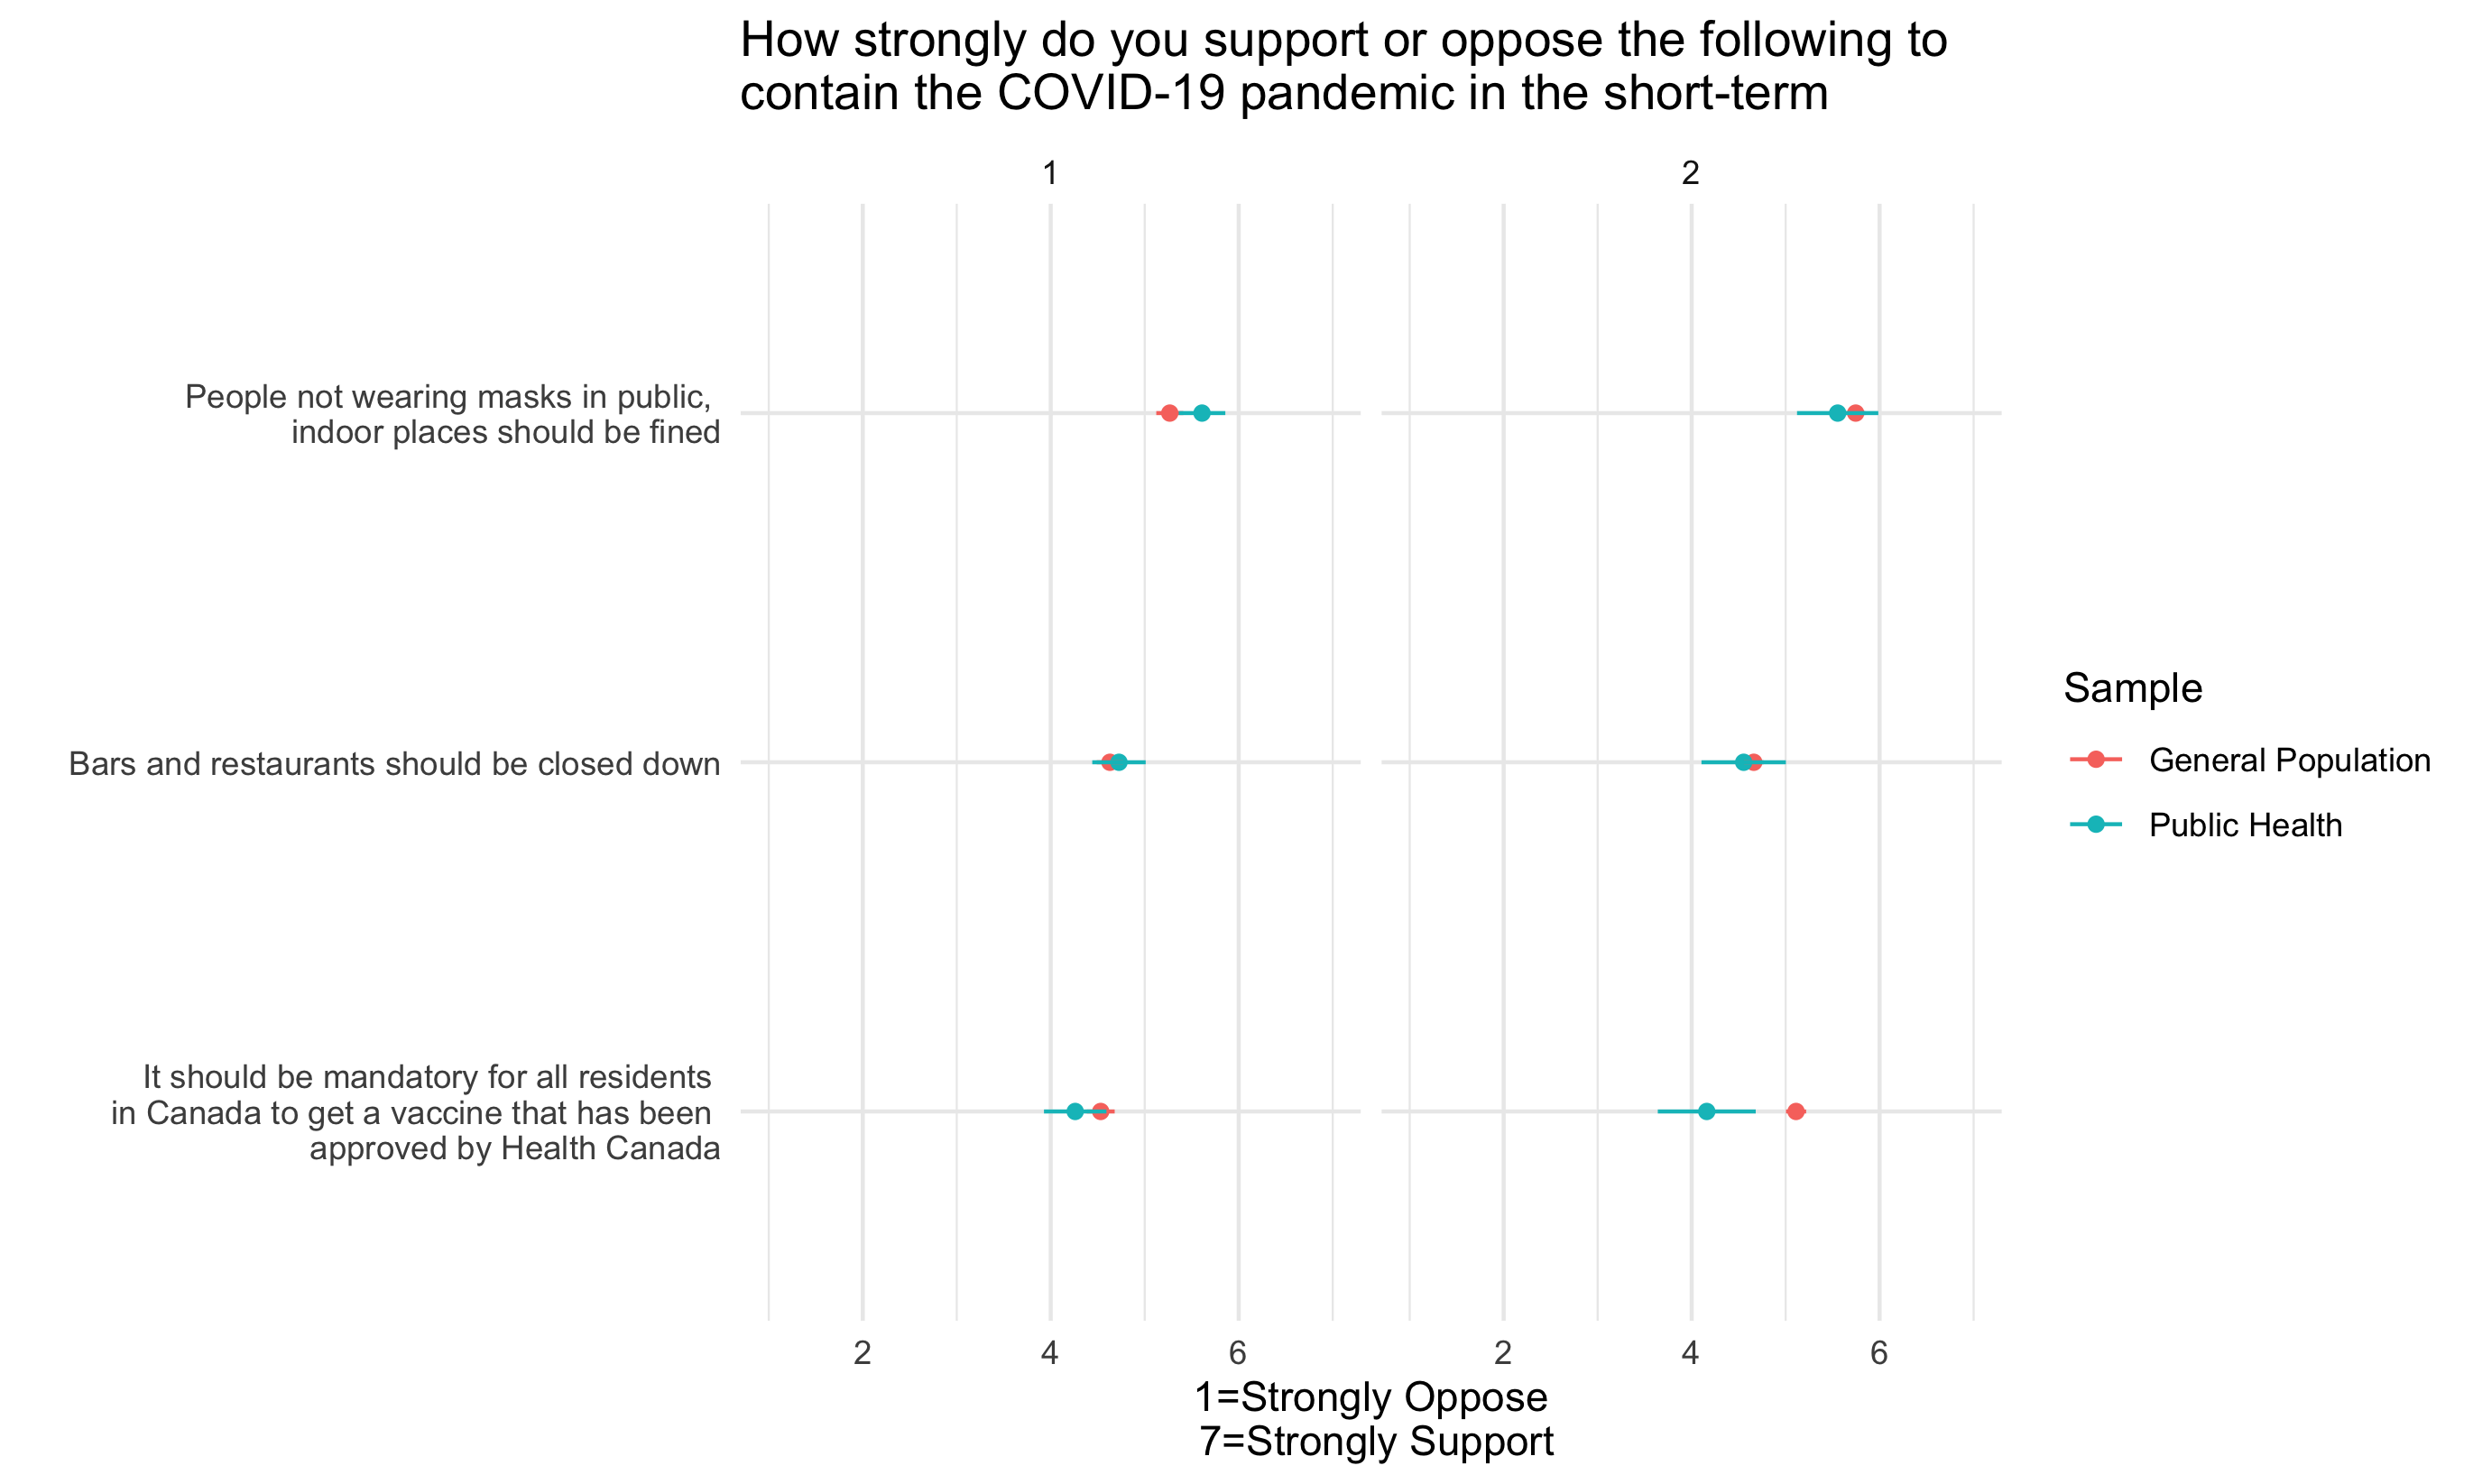 How strongly do you support or oppose the following to
contain the COVID-19 pandemic in the short-term
1
2
People not wearing masks in public,
indoor places should be fined
Bars and restaurants should be closed down
It should be mandatory for all residents
in Canada to get a vaccine that has been
approved by Health Canada
2
4
6
2
4
6
1=Strongly Oppose
7=Strongly Support
Sample
General Population
Public Health